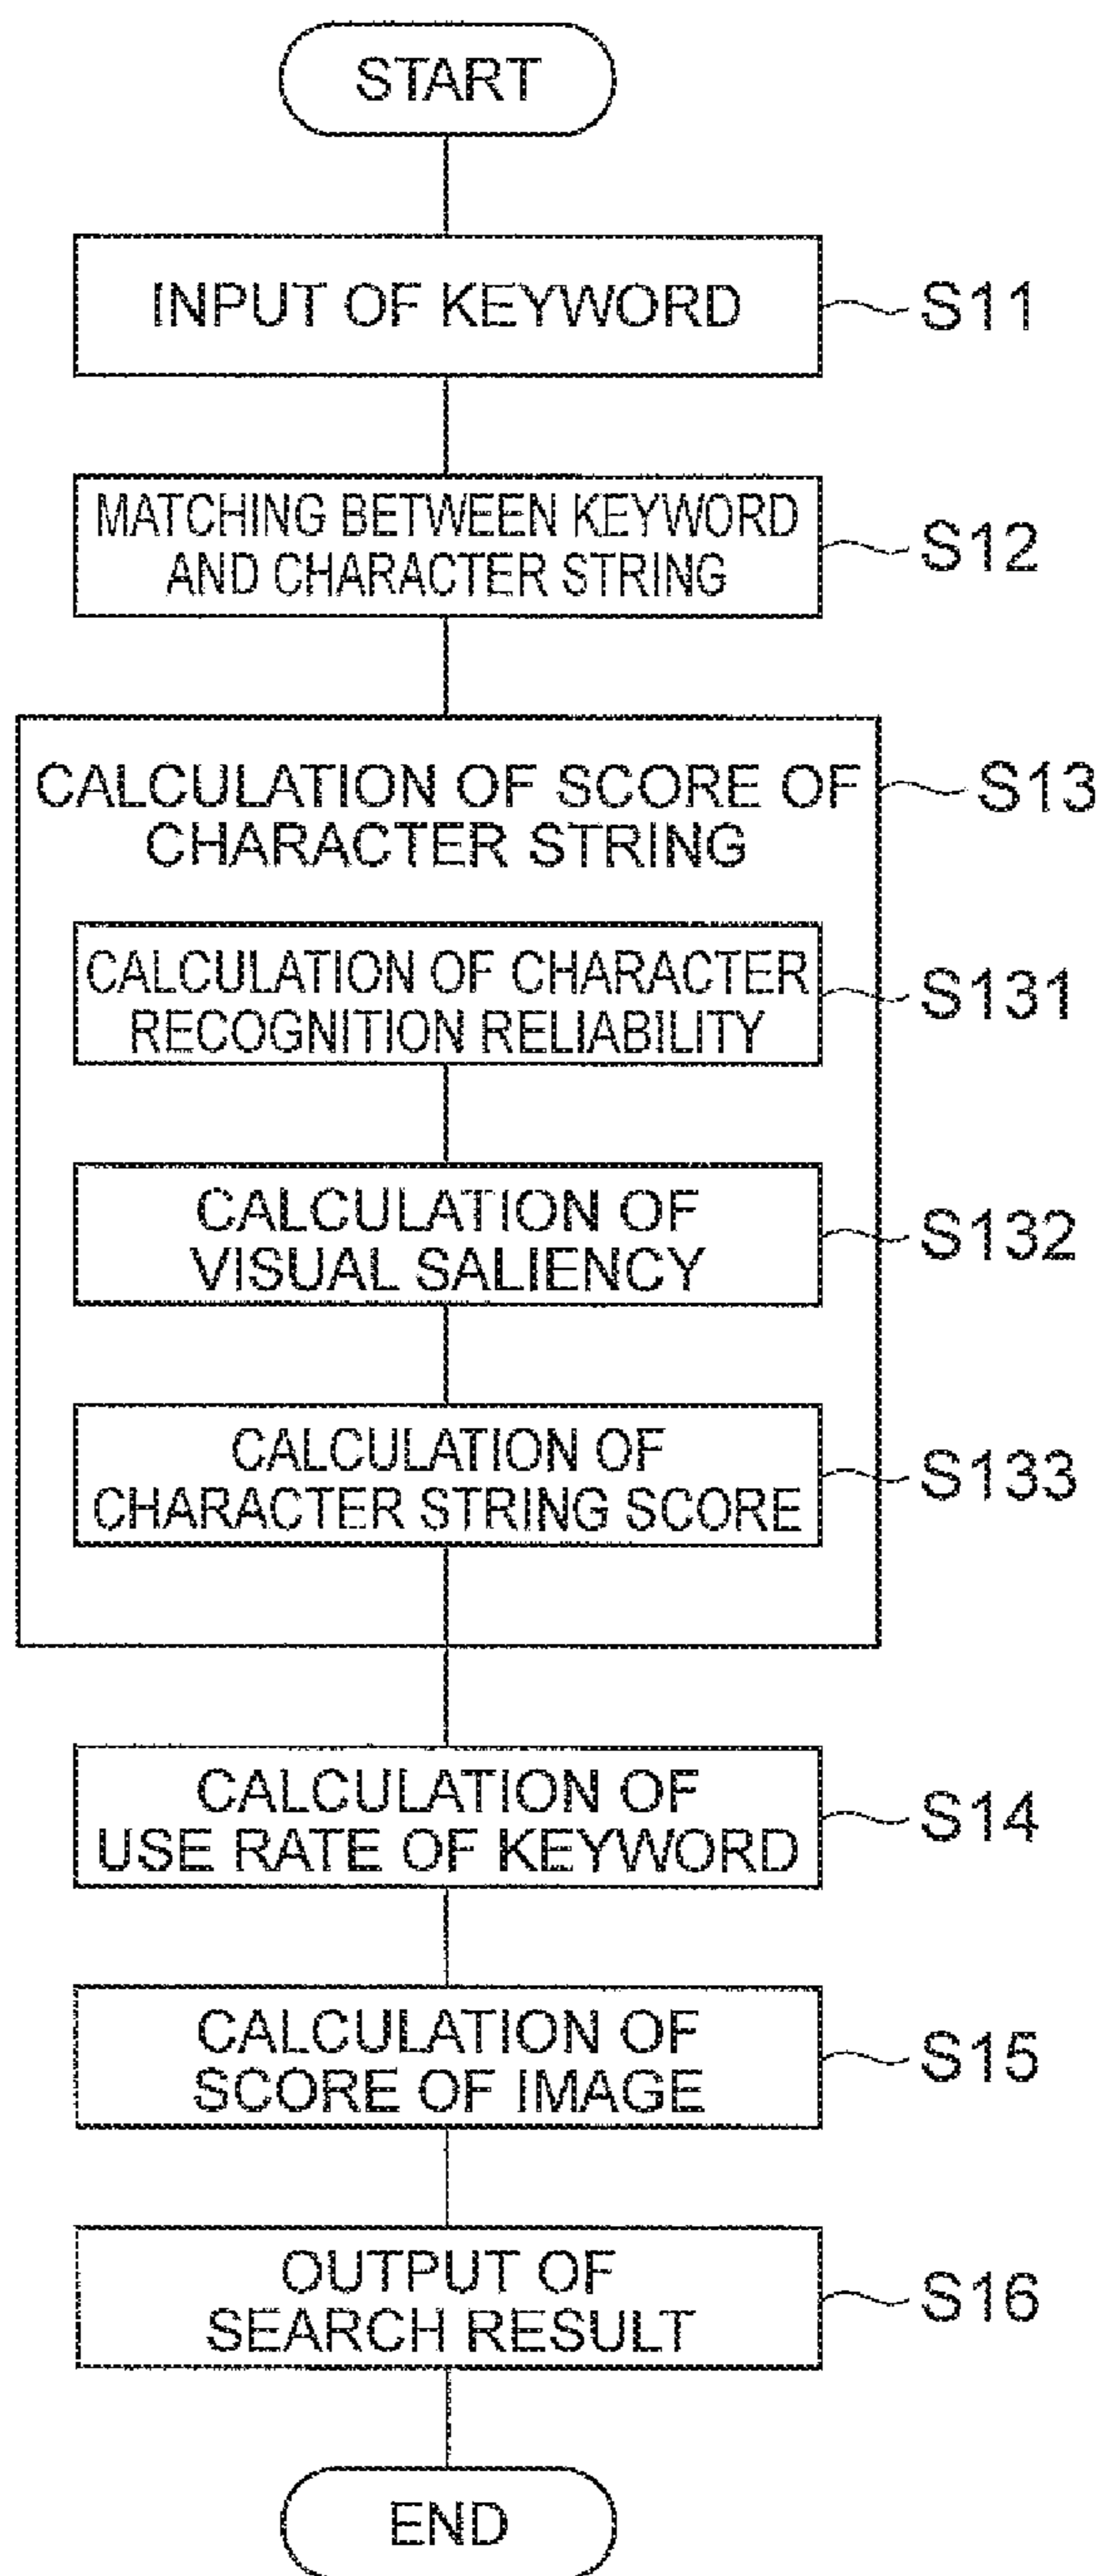 START
INPUT OF KEYWORD
S11
MATCHING BETWEEN KEYWORD
AND CHARACTER STRING
S12
CALCULATION OF SCORE OF
CHARACTER STRING
S13
CALCULATION OF CHARACTER
RECOGNITION RELIABILITY
S131
CALCULATION OF
VISUAL SALIENCY
S132
CALCULATION OF
CHARACTER STRING SCORE
S133
CALCULATION OF
USE RATE OF KEYWORD
S14
CALCULATION OF
SCORE OF IMAGE
S15
OUTPUT OF
SEARCH RESULT
S16
END